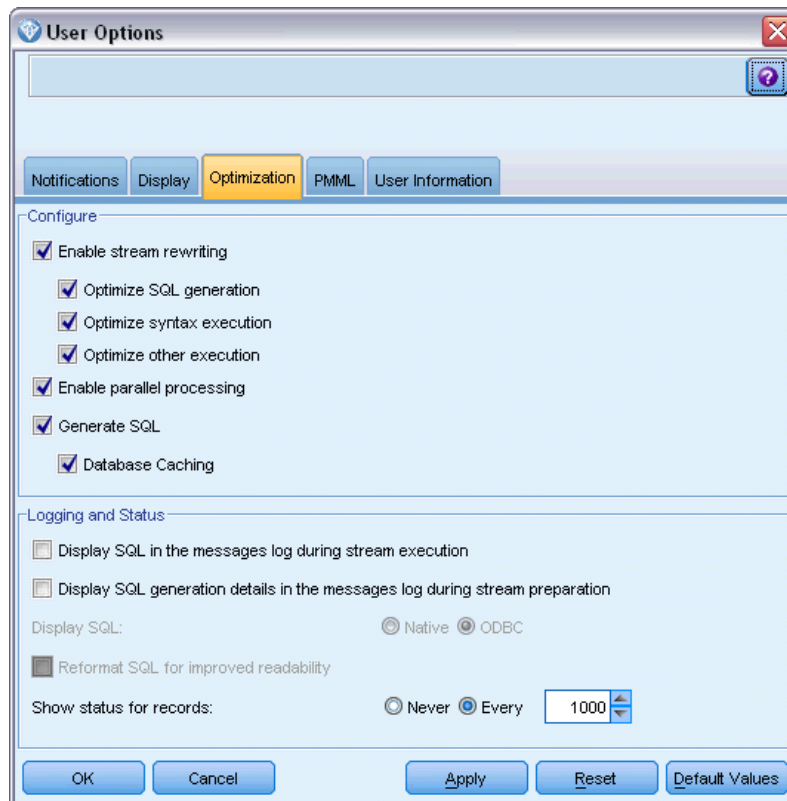 User Options
?
Notifications Display Optimization PMML User Information
Configure
Enable stream rewriting
Optimize SQL generation
Optimize syntax execution
Optimize other execution
Enable parallel processing
Generate SQL
Database Caching
Logging and Status
Display SQL in the messages log during stream execution
Display SQL generation details in the messages log during stream preparation
Display SQL: Native ODBC
Reformat SQL for improved readability
Show status for records: Never Every 1000
OK Cancel Apply Reset Default Values